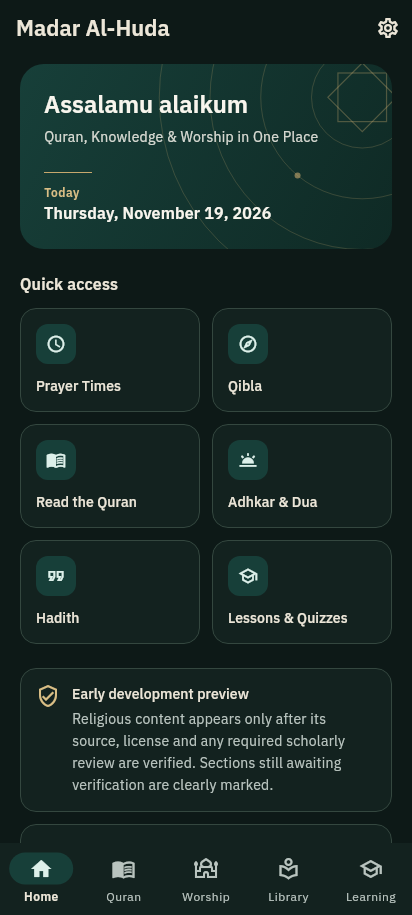 Madar Al-Huda
Assalamu alaikum
Quran, Knowledge & Worship in One Place
Today
Thursday, November 19, 2026
Quick access
Prayer Times
Qibla
Read the Quran
Adhkar & Dua
Hadith
Lessons & Quizzes
Early development preview
Religious content appears only after its
source, license and any required scholarly
review are verified. Sections still awaiting
verification are clearly marked.
Home
Quran
Worship
Library
Learning